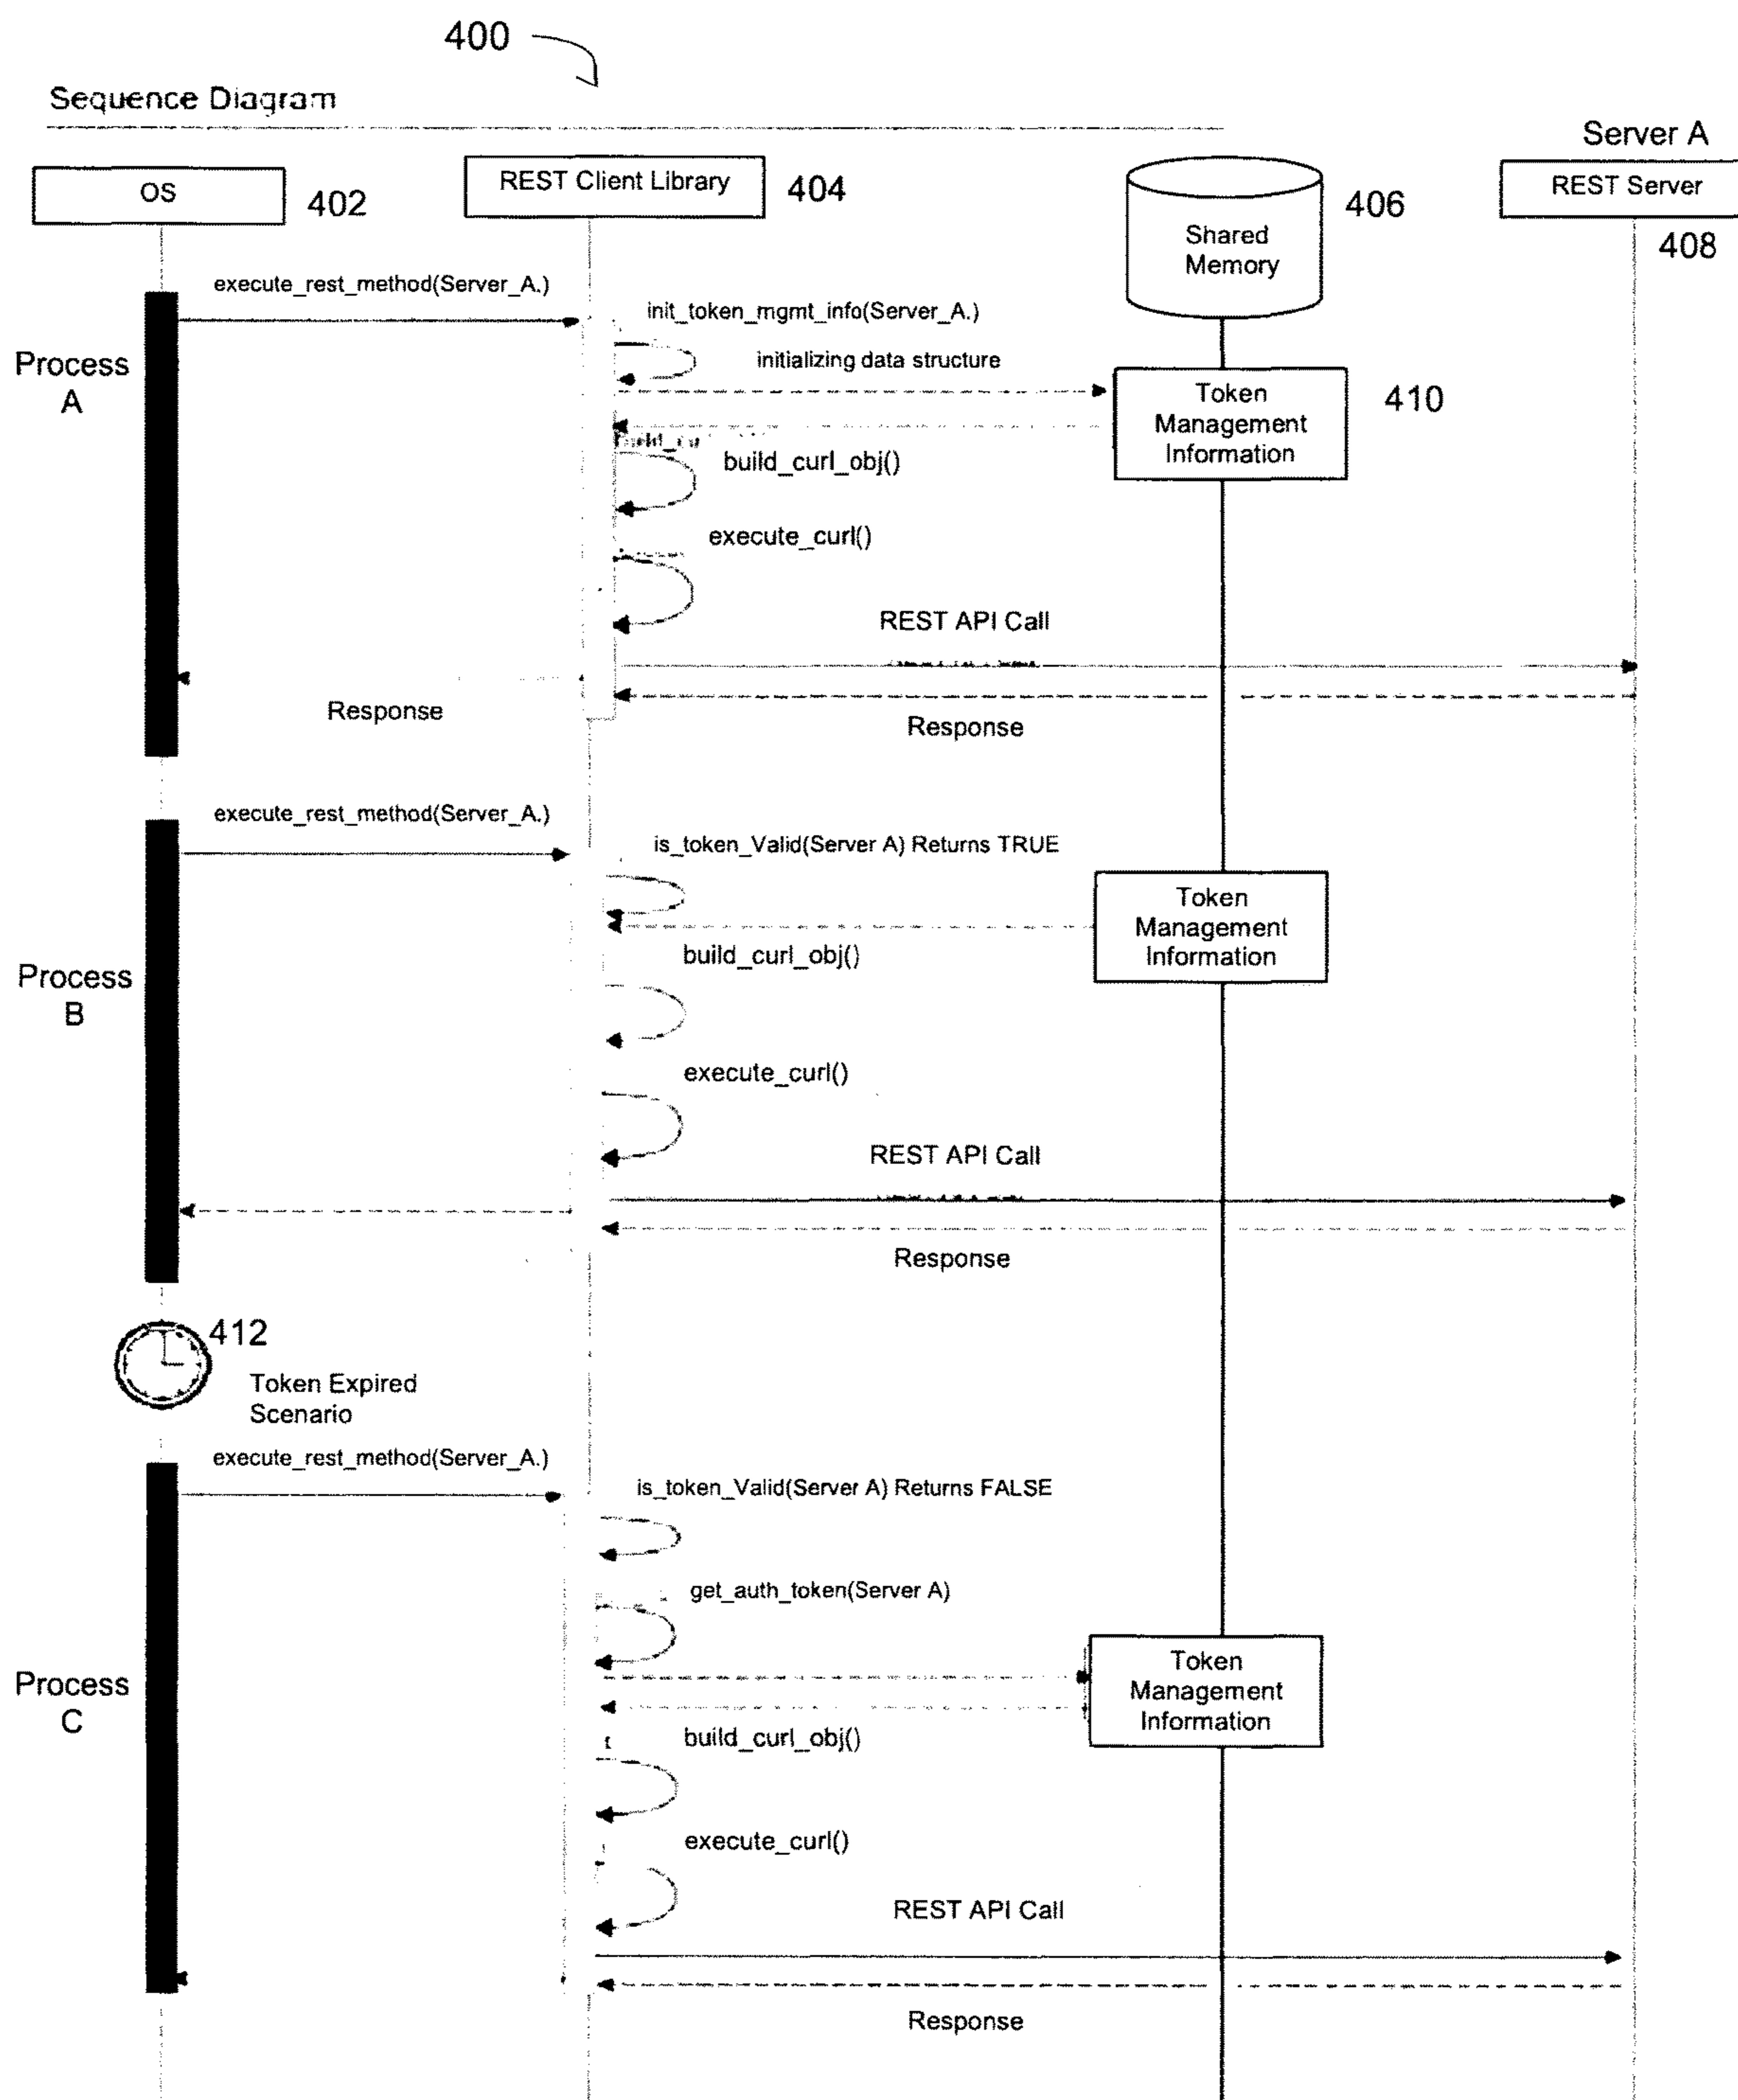 400
Sequence Diagram
Server A
OS
402
REST Client Library
404
406
REST Server
408
Shared
Memory
execute_rest_method(Server_A.)
init_token_mgmt_info(Server_A.)
Process
A
initializing data structure
Token
Management
Information
410
build_curl_obj()
execute_curl()
REST API Call
Response
Response
execute_rest_method(Server_A.)
is_token_Valid(Server A) Returns TRUE
Token
Management
Information
build_curl_obj()
Process
B
execute_curl()
REST API Call
Response
412
Token Expired
Scenario
execute_rest_method(Server_A.)
is_token_Valid(Server A) Returns FALSE
get_auth_token(Server A)
Token
Management
Information
Process
C
build_curl_obj()
execute_curl()
REST API Call
Response